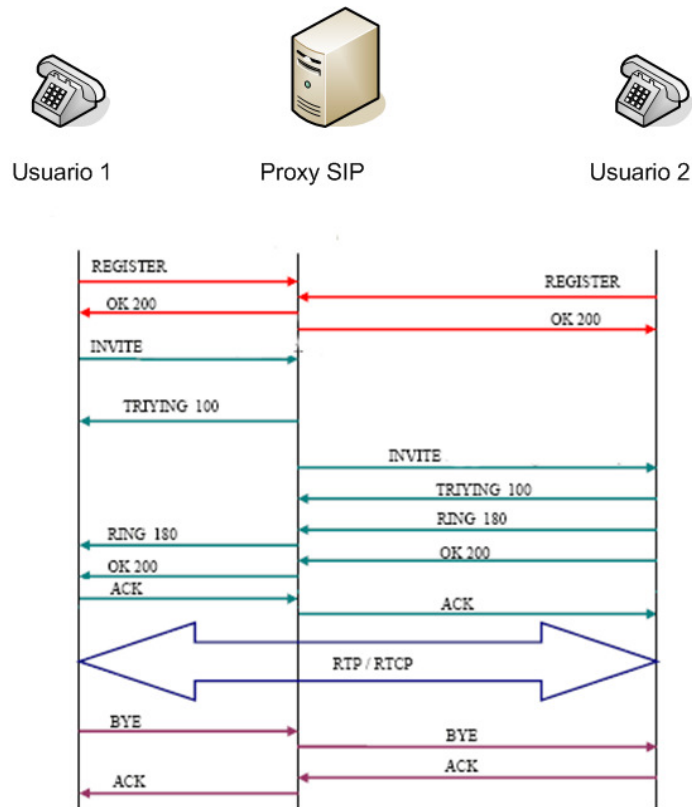 Usuario 1
Proxy SIP
Usuario 2
REGISTER
REGISTER
OK 200
OK 200
INVITE
TRIYING 100
INVITE
TRIYING 100
RING 180
RING 180
OK 200
OK 200
ACK
ACK
RTP / RTCP
BYE
BYE
ACK
ACK